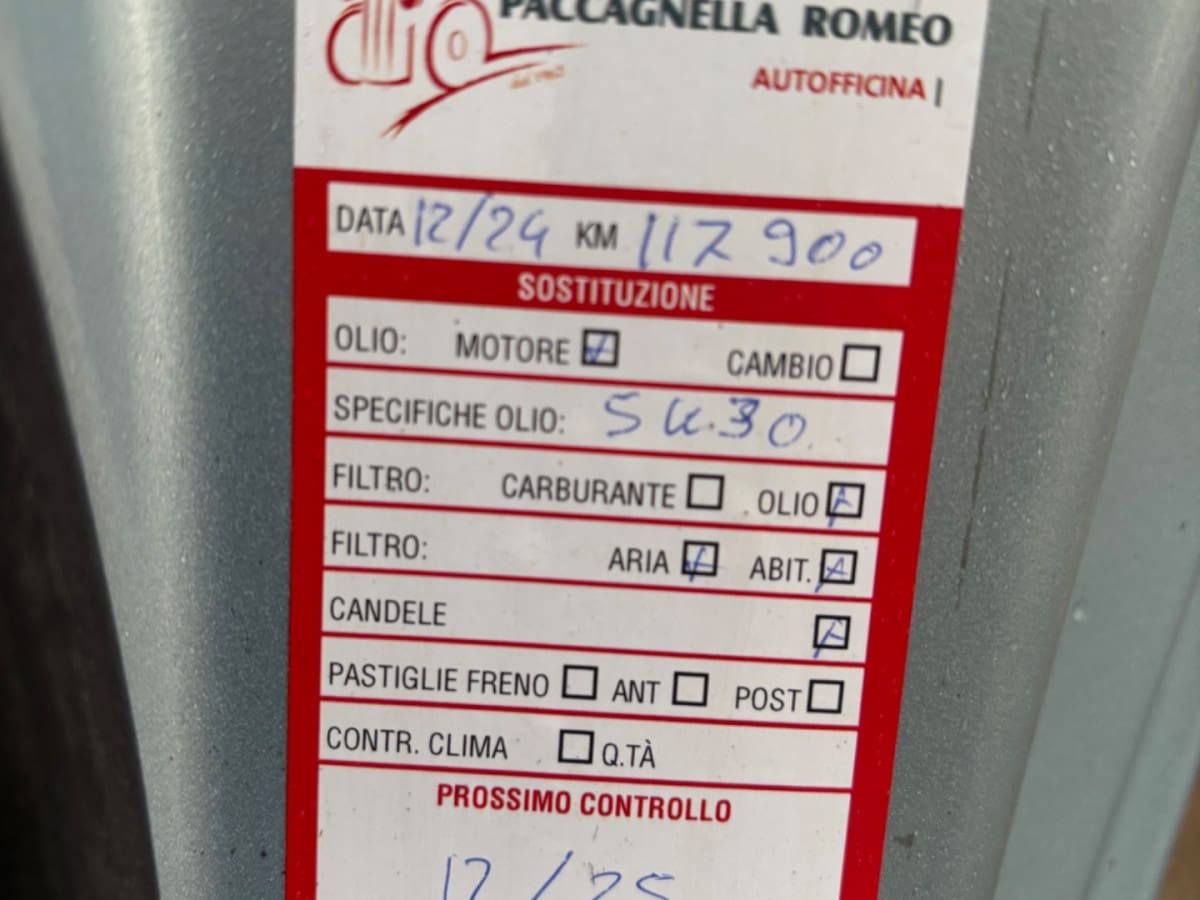 PACCAGNELLA ROMEO
AUTOFFICINA
DATA 12/24 KM 117 900
SOSTITUZIONE
OLIO: MOTORE CAMBIO
SPECIFICHE OLIO: 5W30
FILTRO: CARBURANTE OLIO
FILTRO: ARIA ABIT.
CANDELE
PASTIGLIE FRENO ANT POST
CONTR. CLIMA Q.TÀ
PROSSIMO CONTROLLO
12/25